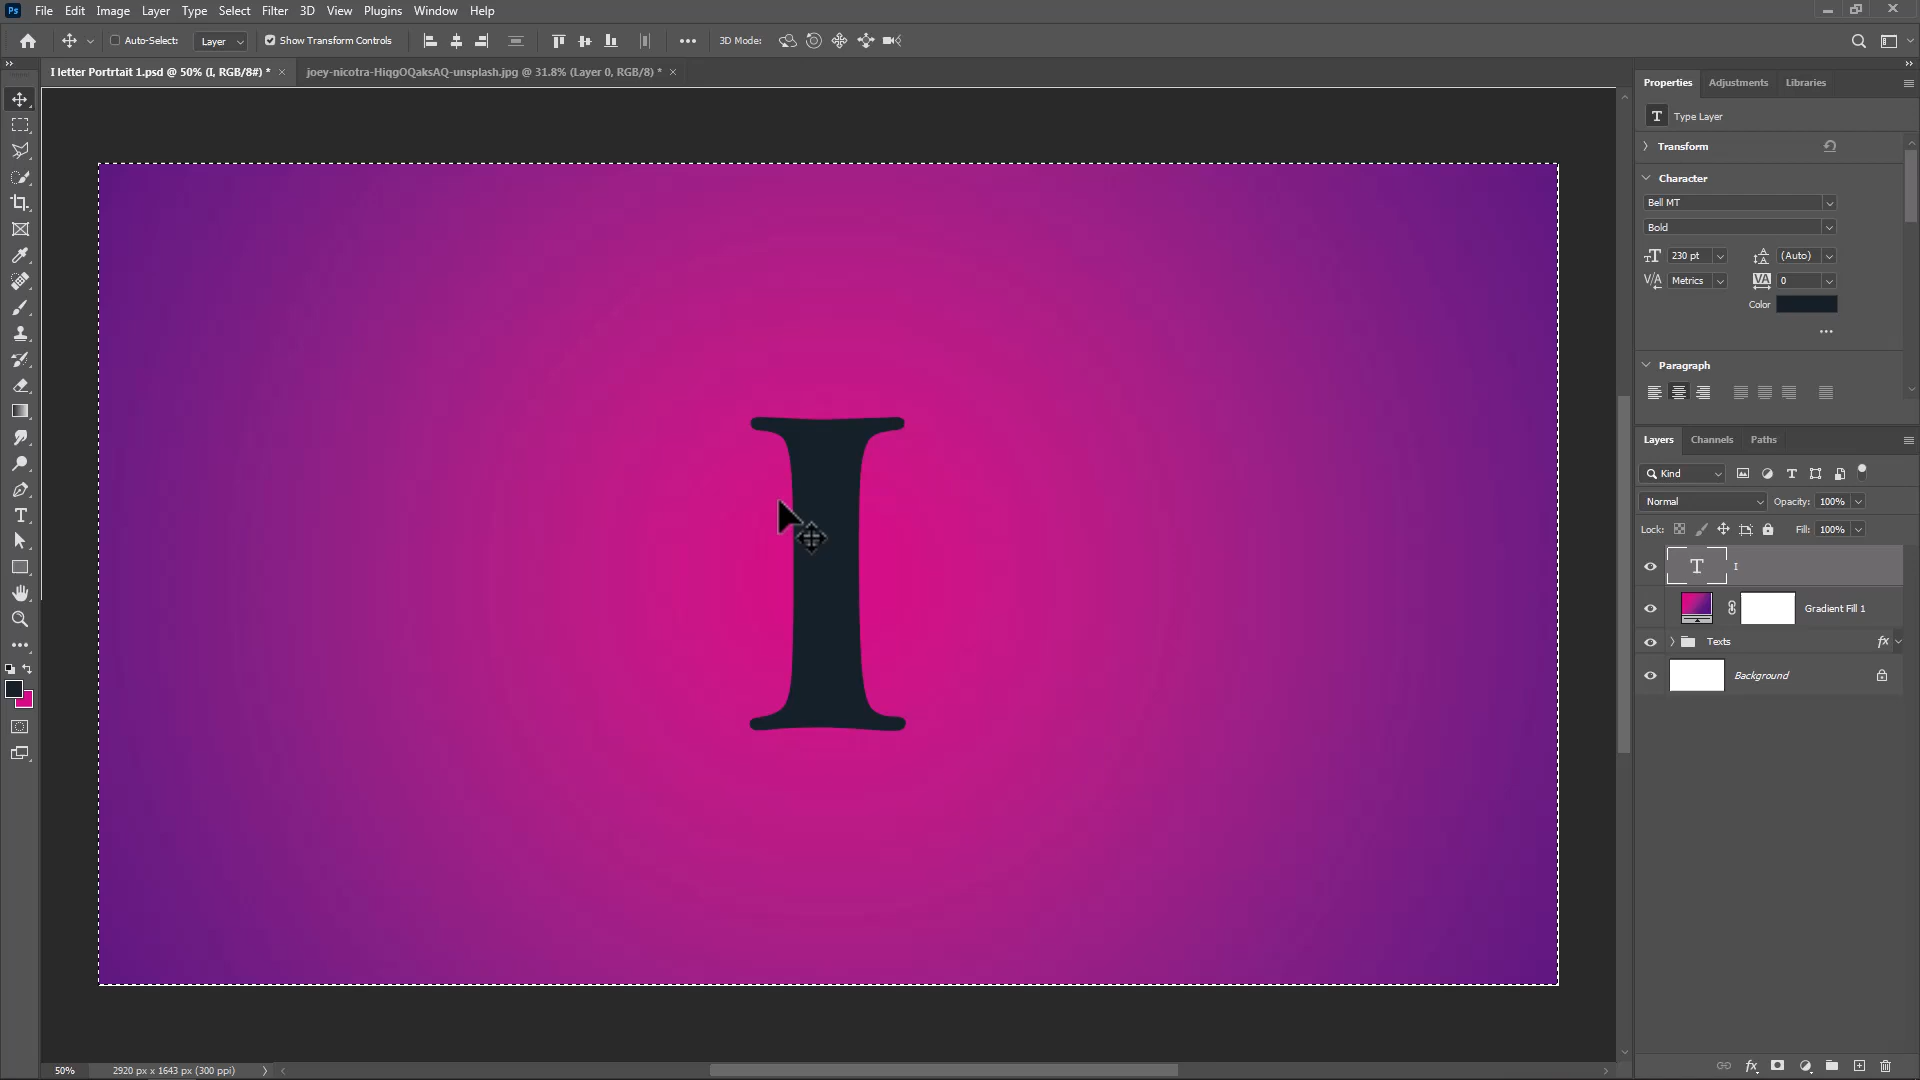 Ps File Edit Image Layer Type Select Filter 3D View Plugins Window Help
Auto-Select: Layer Show Transform Controls 3D Mode:
I letter Portrtait 1.psd @ 50% (I, RGB/8#) * joey-nicotra-HiqgOQaksAQ-unsplash.jpg @ 31.8% (Layer 0, RGB/8) *
Properties Adjustments Libraries
T Type Layer
Transform
Character
Bell MT
Bold
230 pt (Auto)
Metrics 0
Color
Paragraph
I
Layers Channels Paths
Kind
Normal Opacity: 100%
Lock: Fill: 100%
T I
Gradient Fill 1
Texts fx
Background
50% 2920 px x 1643 px (300 ppi)
fx